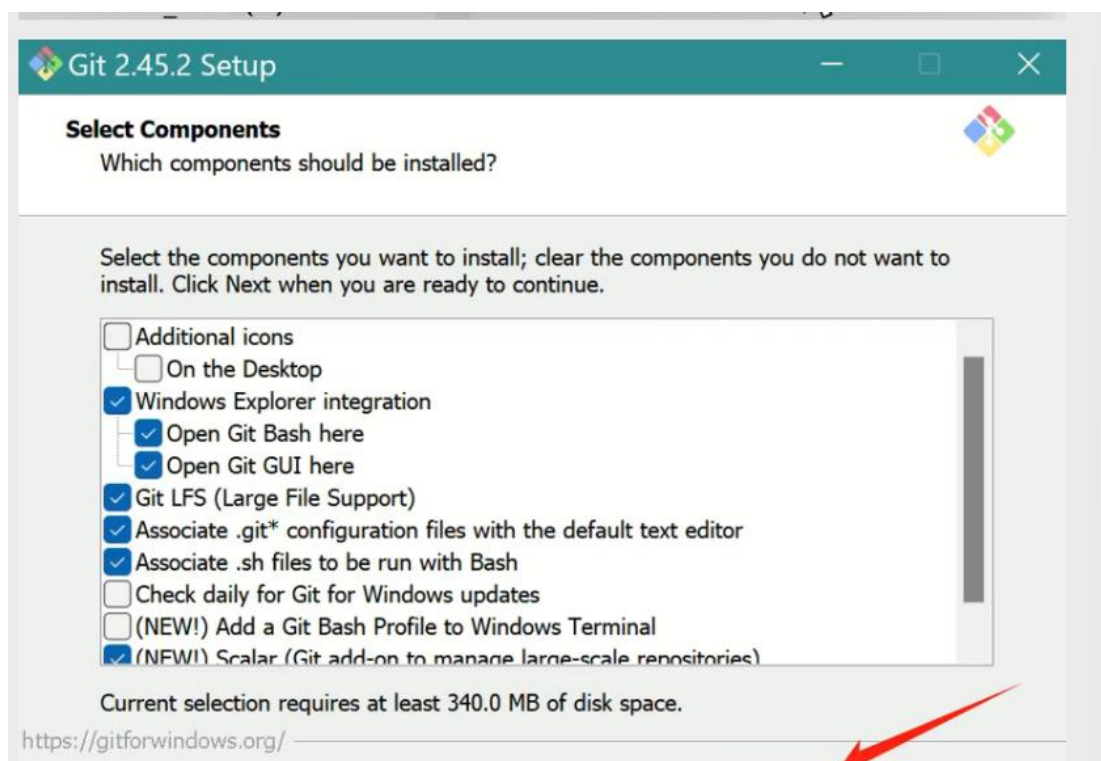 Git 2.45.2 Setup
Select Components
Which components should be installed?
Select the components you want to install; clear the components you do not want to
install. Click Next when you are ready to continue.
Additional icons
On the Desktop
Windows Explorer integration
Open Git Bash here
Open Git GUI here
Git LFS (Large File Support)
Associate .git* configuration files with the default text editor
Associate .sh files to be run with Bash
Check daily for Git for Windows updates
(NEW!) Add a Git Bash Profile to Windows Terminal
(NEW!) Scalar (Git add-on to manage large-scale repositories)
Current selection requires at least 340.0 MB of disk space.
https://gitforwindows.org/